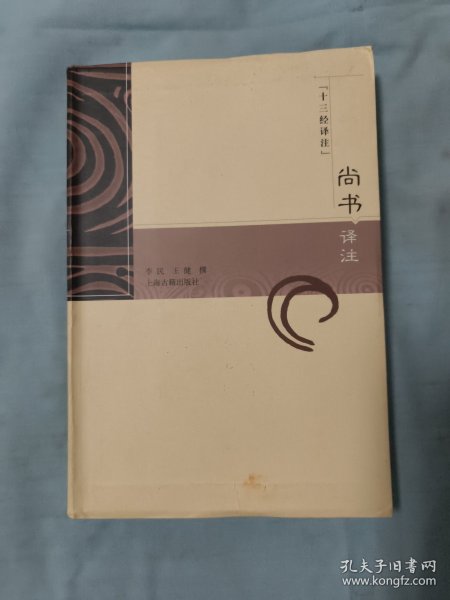 「十三经译注」
尚书
译注
李民 王健 撰
上海古籍出版社
孔夫子旧书网
www.kongfz.com